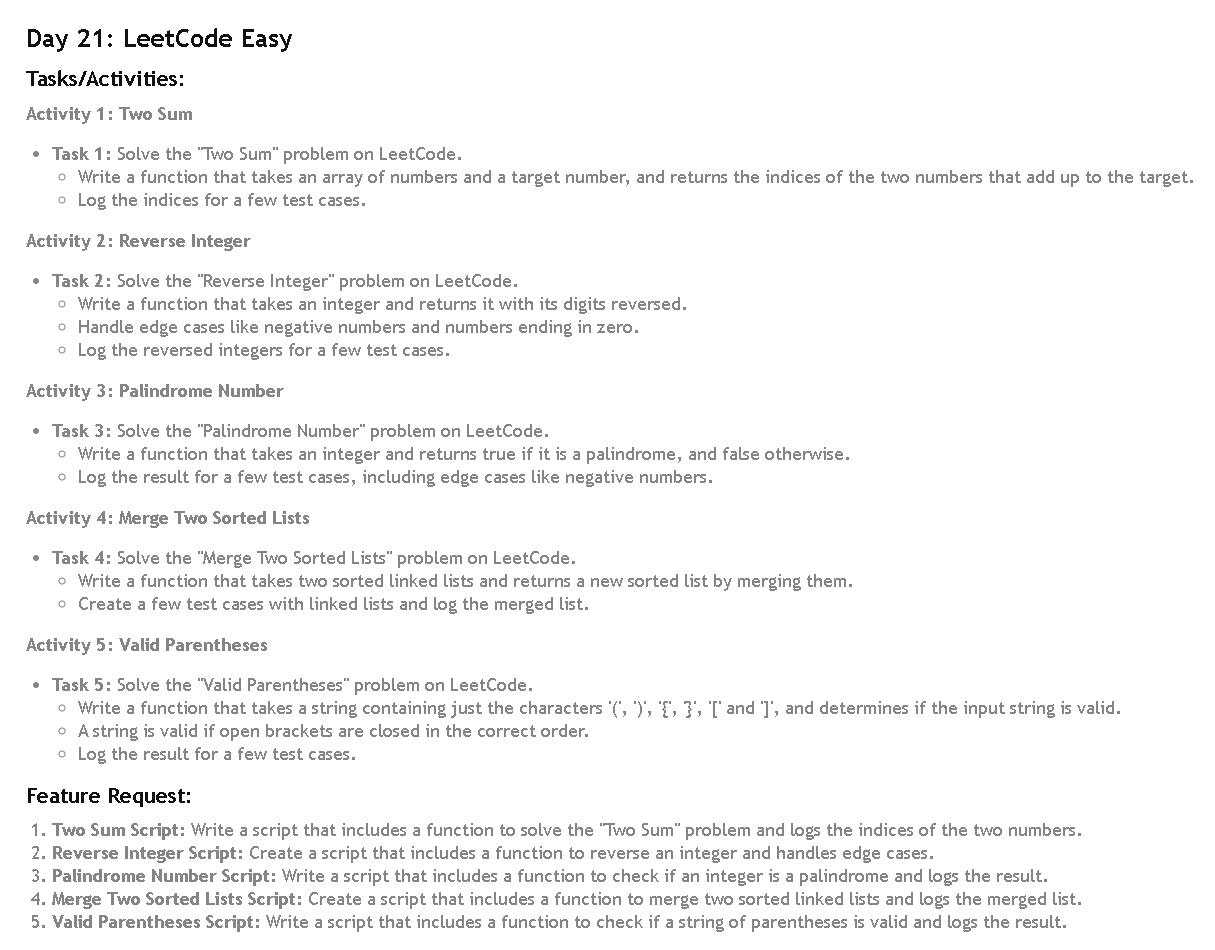 Day 21: LeetCode Easy
Tasks/Activities:
Activity 1: Two Sum
• Task 1: Solve the "Two Sum" problem on LeetCode.
◦ Write a function that takes an array of numbers and a target number, and returns the indices of the two numbers that add up to the target.
◦ Log the indices for a few test cases.
Activity 2: Reverse Integer
• Task 2: Solve the "Reverse Integer" problem on LeetCode.
◦ Write a function that takes an integer and returns it with its digits reversed.
◦ Handle edge cases like negative numbers and numbers ending in zero.
◦ Log the reversed integers for a few test cases.
Activity 3: Palindrome Number
• Task 3: Solve the "Palindrome Number" problem on LeetCode.
◦ Write a function that takes an integer and returns true if it is a palindrome, and false otherwise.
◦ Log the result for a few test cases, including edge cases like negative numbers.
Activity 4: Merge Two Sorted Lists
• Task 4: Solve the "Merge Two Sorted Lists" problem on LeetCode.
◦ Write a function that takes two sorted linked lists and returns a new sorted list by merging them.
◦ Create a few test cases with linked lists and log the merged list.
Activity 5: Valid Parentheses
• Task 5: Solve the "Valid Parentheses" problem on LeetCode.
◦ Write a function that takes a string containing just the characters '(', ')', '{', '}', '[' and ']', and determines if the input string is valid.
◦ A string is valid if open brackets are closed in the correct order.
◦ Log the result for a few test cases.
Feature Request:
1. Two Sum Script: Write a script that includes a function to solve the "Two Sum" problem and logs the indices of the two numbers.
2. Reverse Integer Script: Create a script that includes a function to reverse an integer and handles edge cases.
3. Palindrome Number Script: Write a script that includes a function to check if an integer is a palindrome and logs the result.
4. Merge Two Sorted Lists Script: Create a script that includes a function to merge two sorted linked lists and logs the merged list.
5. Valid Parentheses Script: Write a script that includes a function to check if a string of parentheses is valid and logs the result.